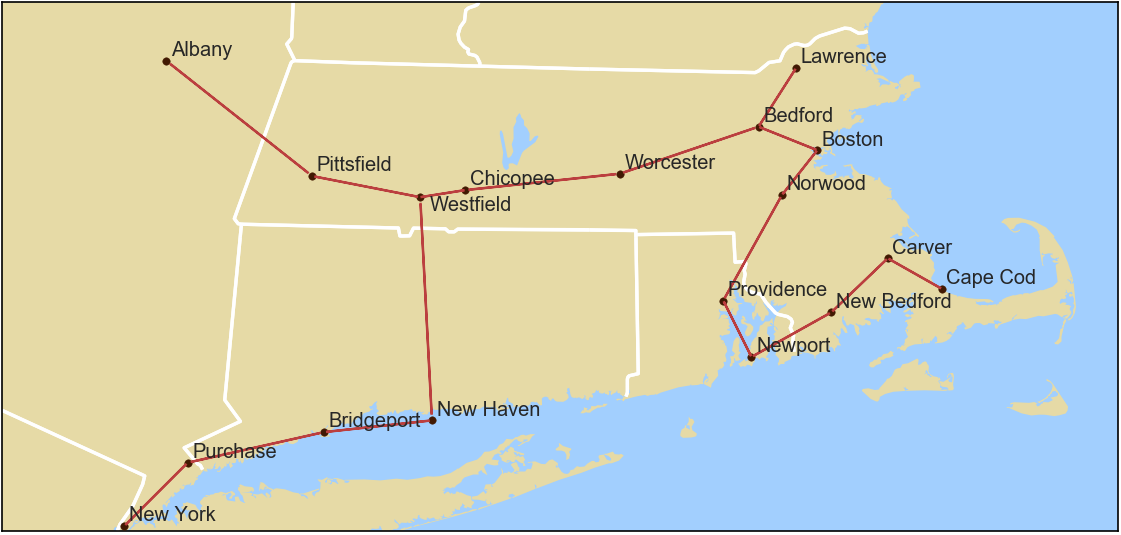 Albany
Lawrence
Bedford
Boston
Pittsfield
Worcester
Chicopee
Norwood
Westfield
Carver
Cape Cod
Providence
New Bedford
Newport
New Haven
Bridgeport
Purchase
New York